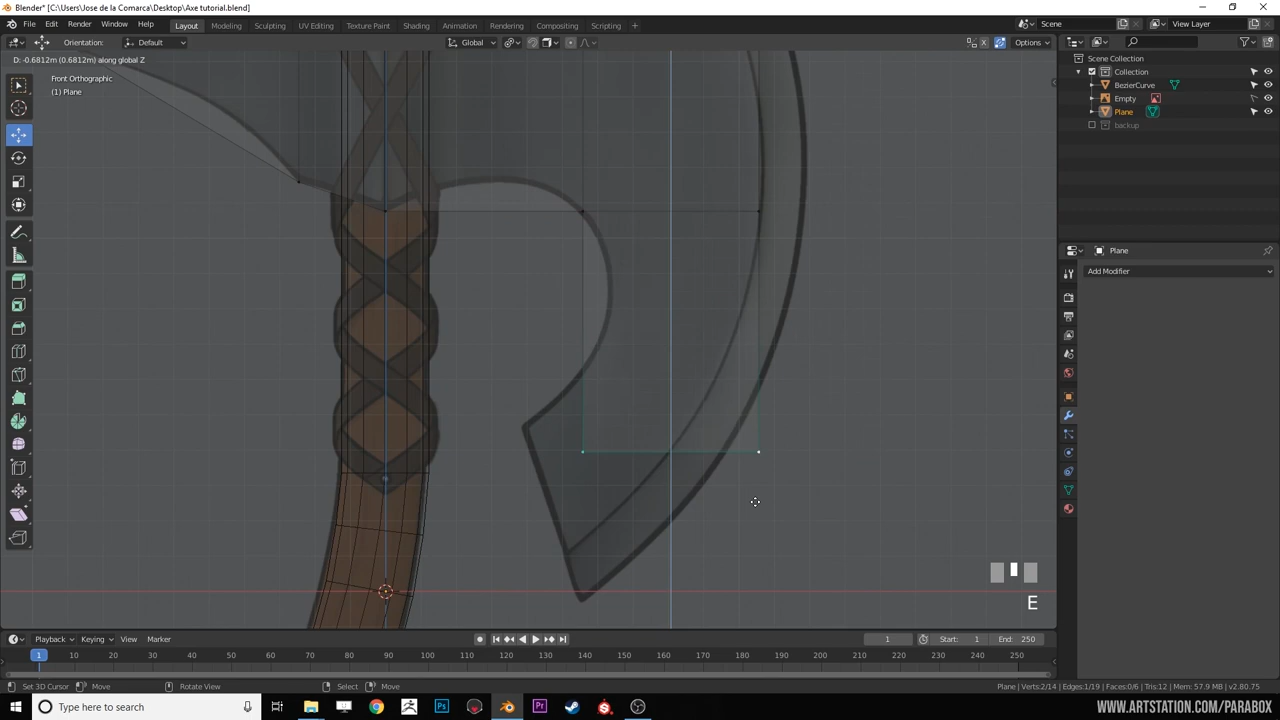 Blender* [C:\Users\Jose de la Comarca\Desktop\Axe tutorial.blend]
File Edit Render Window Help Layout Modeling Sculpting UV Editing Texture Paint Shading Animation Rendering Compositing Scripting + Scene View Layer
Orientation: Default Global X Options
D: -0.6812m (0.6812m) along global Z
Front Orthographic
(1) Plane
Scene Collection
Collection
BezierCurve
Empty
Plane
backup
Plane
Add Modifier
E
Playback Keying View Marker 1 Start: 1 End: 250
1 10 20 30 40 50 60 70 80 90 100 110 120 130 140 150 160 170 180 190 200 210 220 230 240 250
Select Move Rotate View Select Move Plane | Verts:2/14 | Edges:1/19 | Faces:0/6 | Tris:12 | Mem: 57.9 MB | v2.80.75
Type here to search
WWW.ARTSTATION.COM/PARABOX